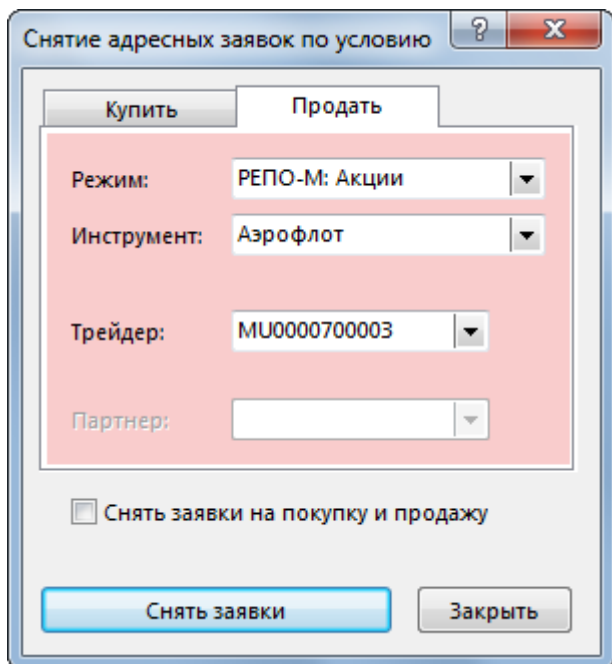 Снятие адресных заявок по условию
Купить Продать
Режим: РЕПО-М: Акции
Инструмент: Аэрофлот
Трейдер: MU0000700003
Партнер:
Снять заявки на покупку и продажу
Снять заявки Закрыть